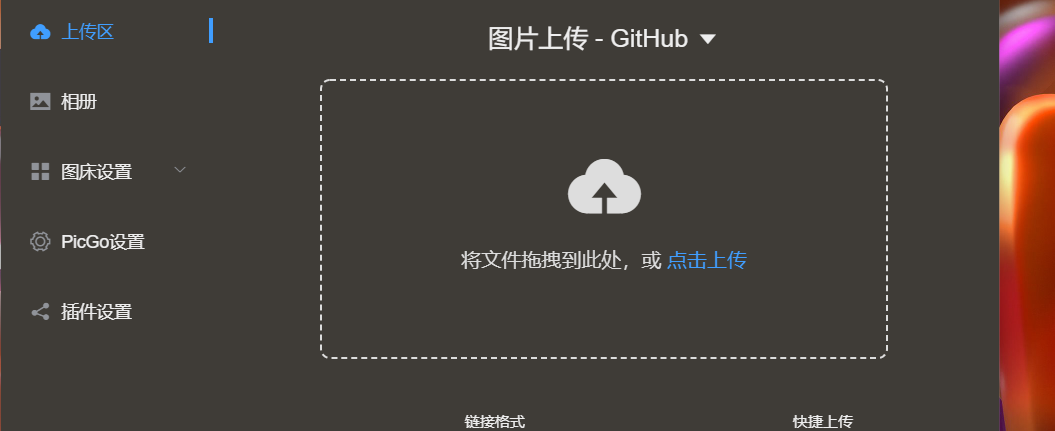 上传区
相册
图床设置
PicGo设置
插件设置
图片上传 - GitHub
将文件拖拽到此处，或 点击上传
链接格式
快捷上传